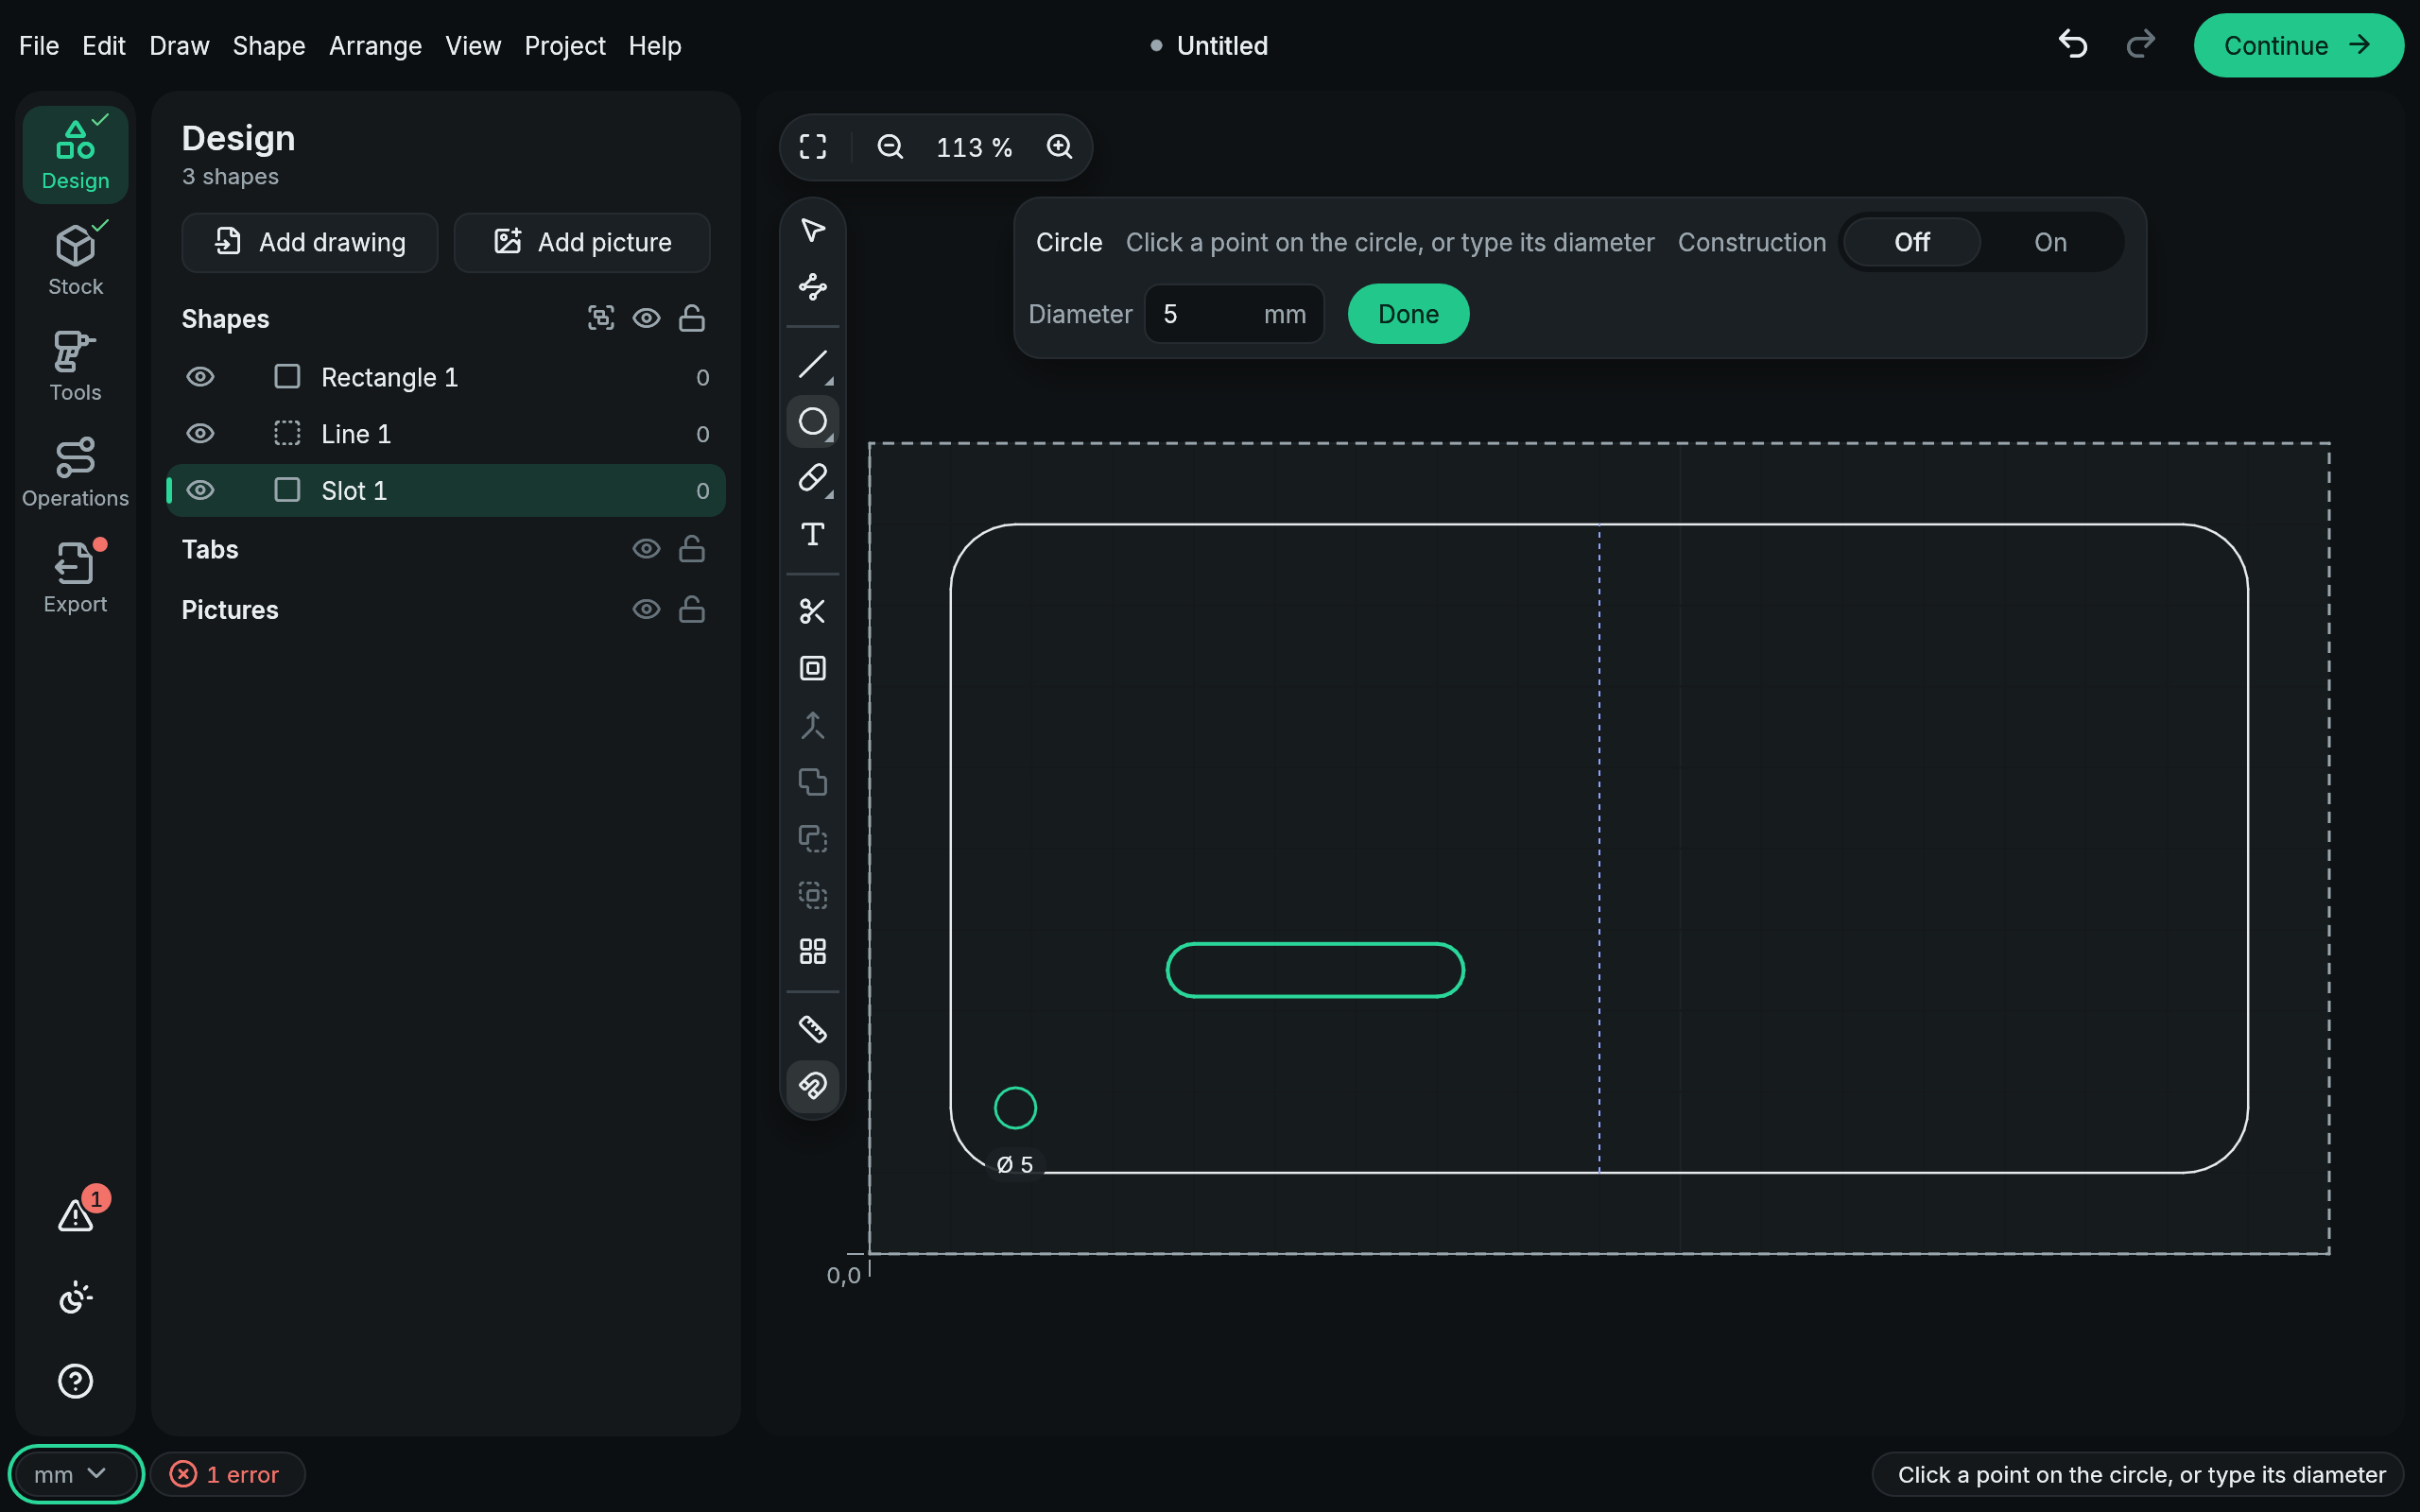 File Edit Draw Shape Arrange View Project Help
Untitled
Continue
Design
Stock
Tools
Operations
Export
1
Design
3 shapes
Add drawing
Add picture
Shapes
Rectangle 1 0
Line 1 0
Slot 1 0
Tabs
Pictures
113 %
Circle Click a point on the circle, or type its diameter Construction Off On
Diameter 5 mm Done
Ø 5
0,0
mm
1 error
Click a point on the circle, or type its diameter